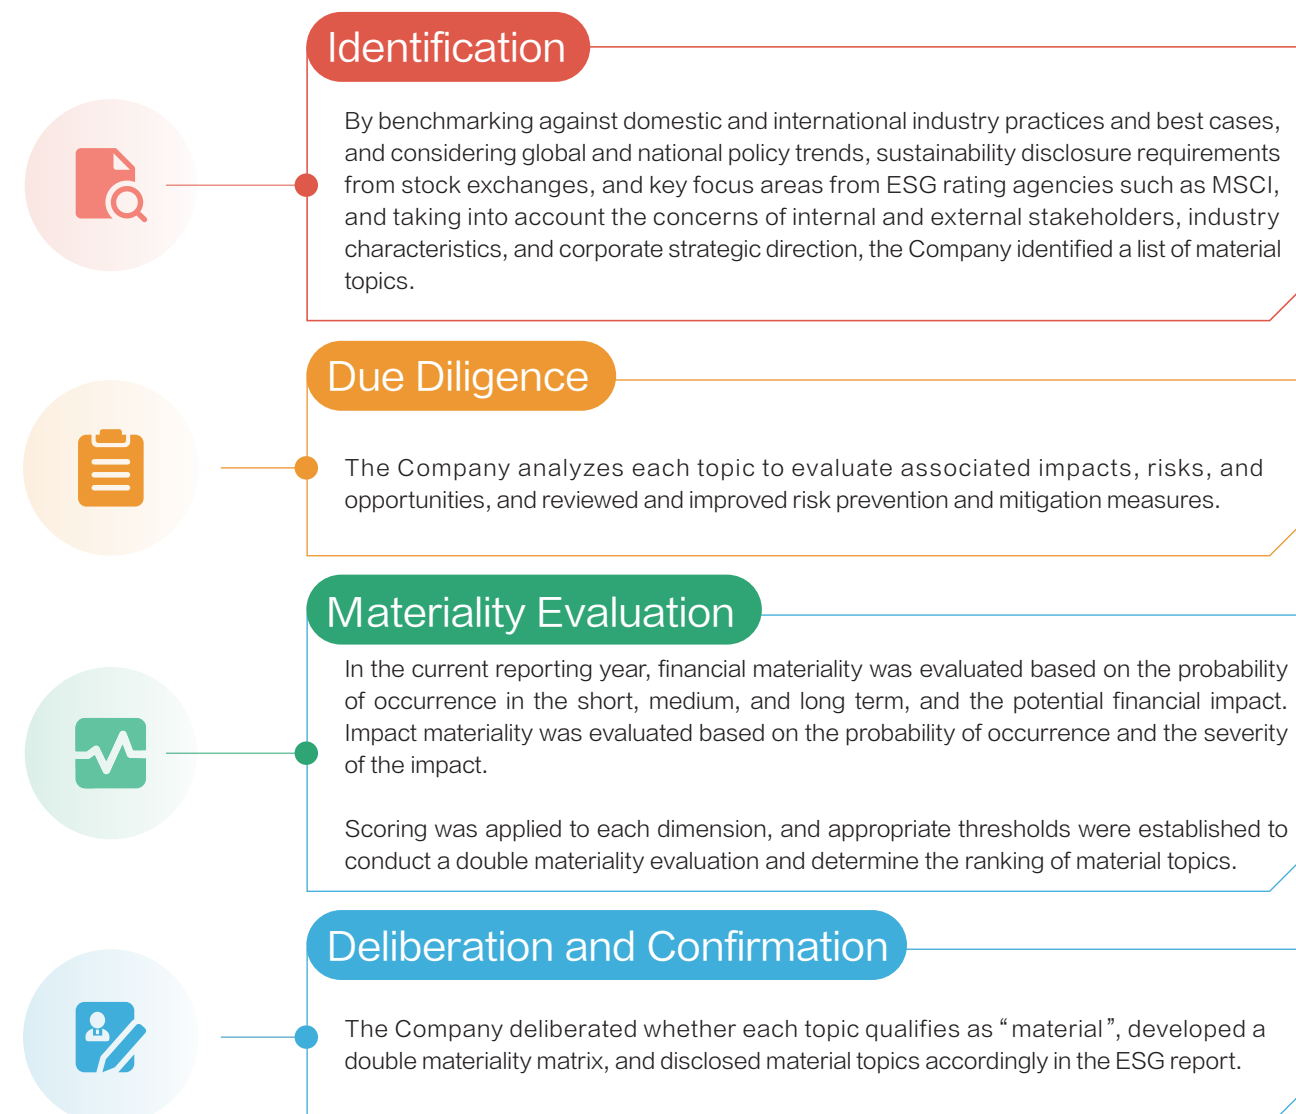 Identification
By benchmarking against domestic and international industry practices and best cases,
and considering global and national policy trends, sustainability disclosure requirements
from stock exchanges, and key focus areas from ESG rating agencies such as MSCI,
and taking into account the concerns of internal and external stakeholders, industry
characteristics, and corporate strategic direction, the Company identified a list of material
topics.
Due Diligence
The Company analyzes each topic to evaluate associated impacts, risks, and
opportunities, and reviewed and improved risk prevention and mitigation measures.
Materiality Evaluation
In the current reporting year, financial materiality was evaluated based on the probability
of occurrence in the short, medium, and long term, and the potential financial impact.
Impact materiality was evaluated based on the probability of occurrence and the severity
of the impact.
Scoring was applied to each dimension, and appropriate thresholds were established to
conduct a double materiality evaluation and determine the ranking of material topics.
Deliberation and Confirmation
The Company deliberated whether each topic qualifies as “material”, developed a
double materiality matrix, and disclosed material topics accordingly in the ESG report.